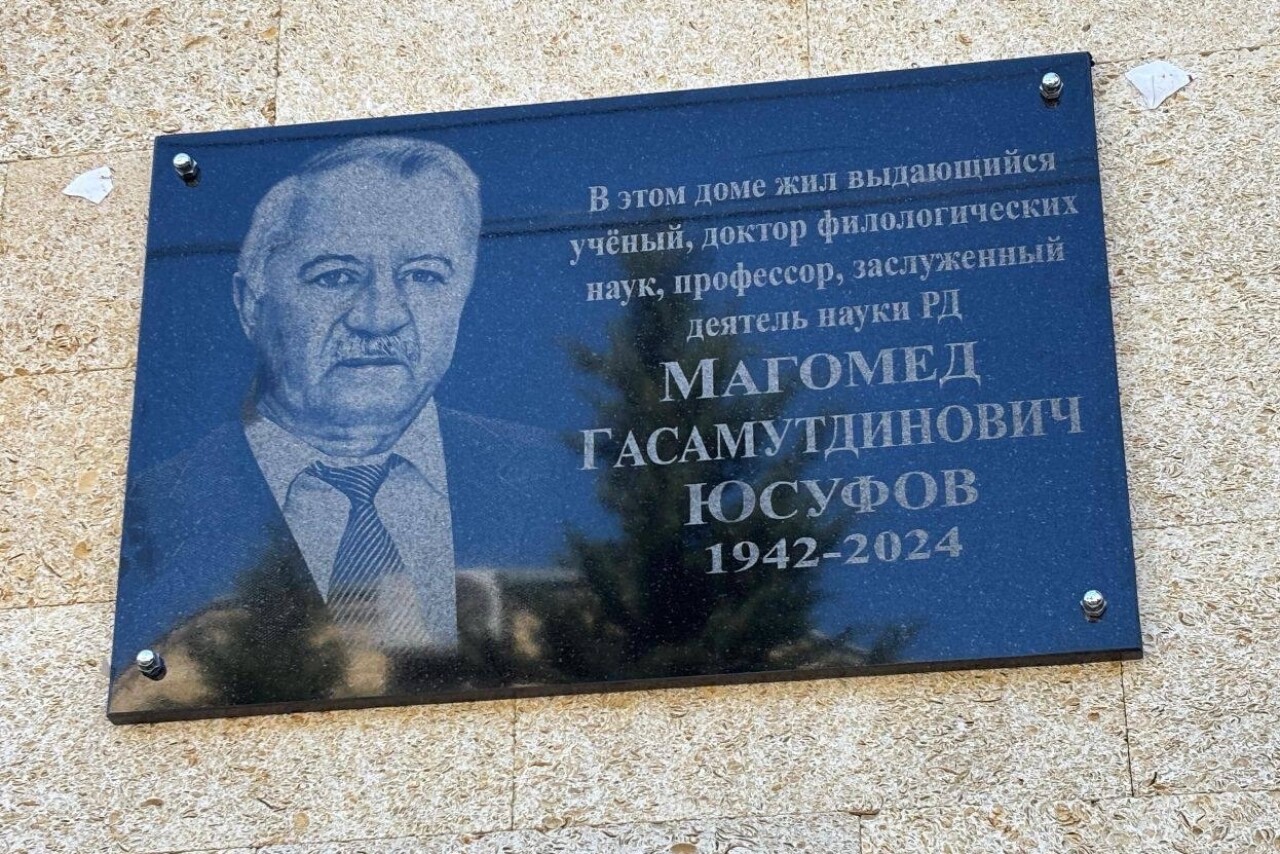 В этом доме жил выдающийся
учёный, доктор филологических
наук, профессор, заслуженный
деятель науки РД
МАГОМЕД
ГАСАМУТДИНОВИЧ
ЮСУФОВ
1942-2024